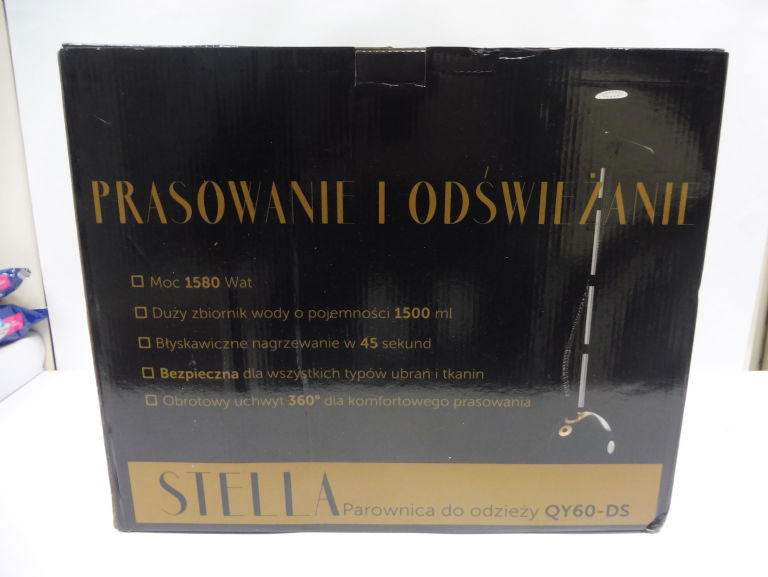 PRASOWANIE I ODŚWIEŻANIE
Moc 1580 Wat
Duży zbiornik wody o pojemności 1500 ml
Błyskawiczne nagrzewanie w 45 sekund
Bezpieczna dla wszystkich typów ubrań i tkanin
Obrotowy uchwyt 360° dla komfortowego prasowania
STELLA Parownica do odzieży QY60-DS